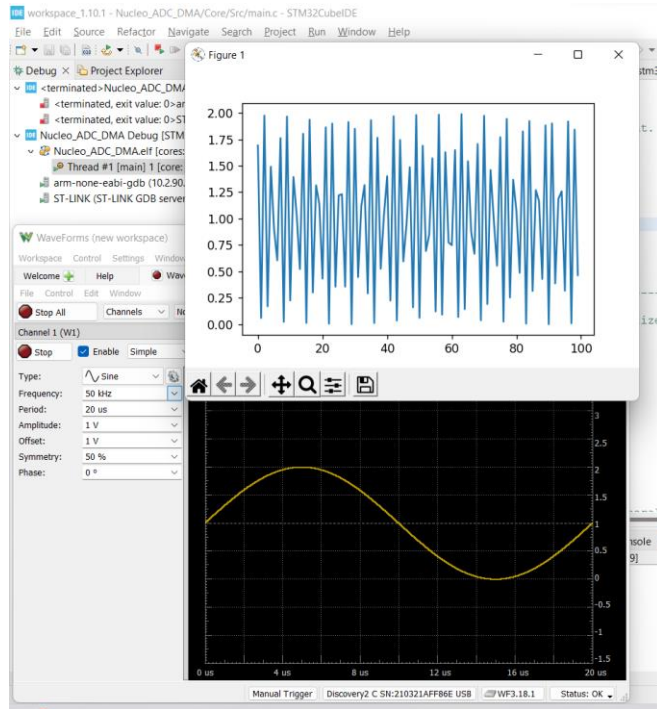 workspace_1.10.1 - Nucleo_ADC_DMA/Core/Src/main.c - STM32CubeIDE
File Edit Source Refactor Navigate Search Project Run Window Help
Debug Project Explorer
<terminated>Nucleo_ADC_DMA
<terminated, exit value: 0>ar
<terminated, exit value: 0>ST
Nucleo_ADC_DMA Debug [STM
Nucleo_ADC_DMA.elf [cores:
Thread #1 [main] 1 [core:
arm-none-eabi-gdb (10.2.90.
ST-LINK (ST-LINK GDB server
Figure 1
2.00
1.75
1.50
1.25
1.00
0.75
0.50
0.25
0.00
0 20 40 60 80 100
WaveForms (new workspace)
Workspace Control Settings Window
Welcome Help Wav
File Control Edit Window
Stop All Channels
Channel 1 (W1)
Stop Enable Simple
Type: Sine
Frequency: 50 kHz
Period: 20 us
Amplitude: 1 V
Offset: 1 V
Symmetry: 50 %
Phase: 0 °
3
2.5
2
1.5
1
0.5
0
-0.5
-1
-1.5
0 us 4 us 8 us 12 us 16 us 20 us
Manual Trigger Discovery2 C SN:210321AFF86E USB WF3.18.1 Status: OK